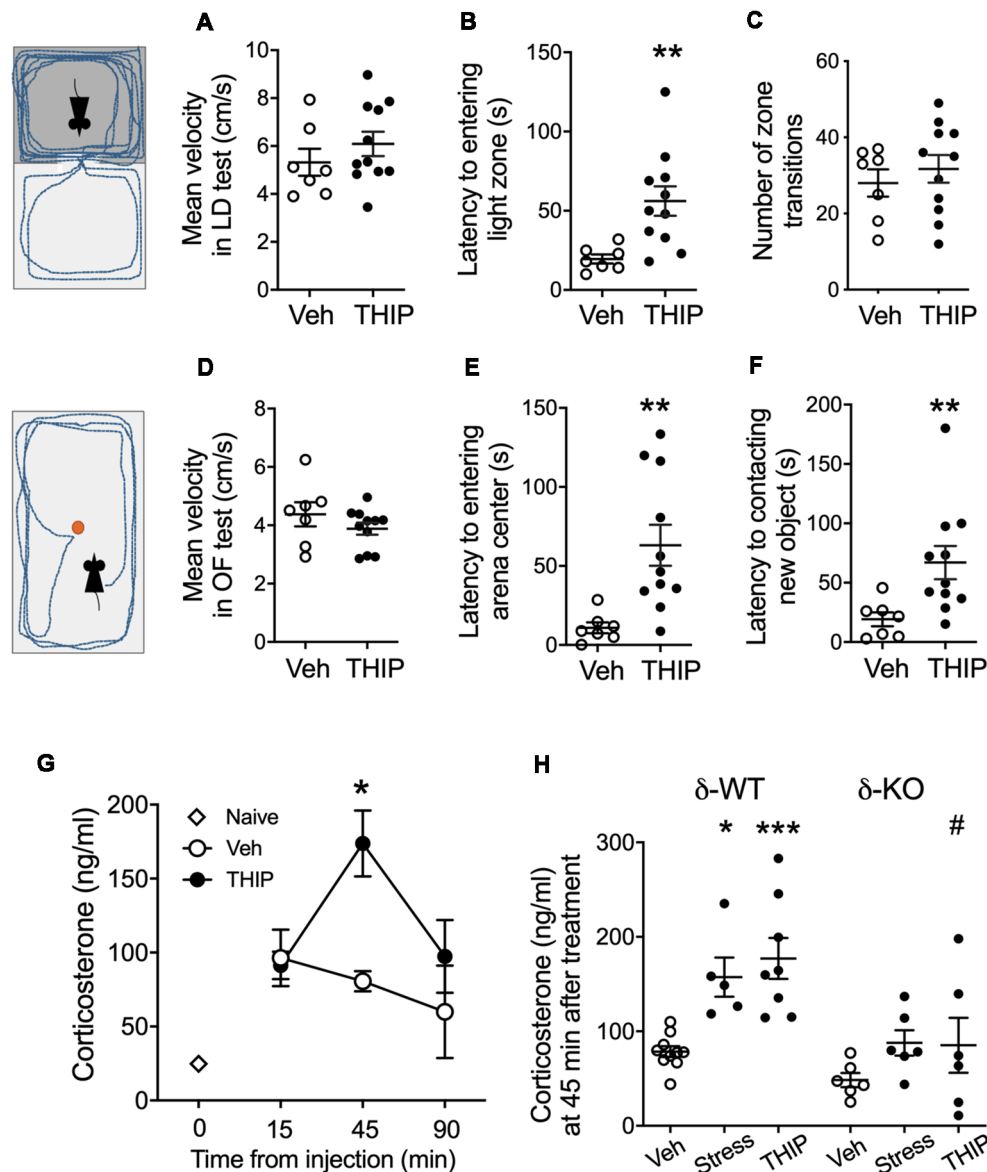 A
Mean velocity
in LD test (cm/s)
10
8
6
4
2
0
Veh THIP
B
Latency to entering
light zone (s)
150
100
50
0
**
Veh THIP
C
Number of zone
transitions
60
40
20
0
Veh THIP
D
Mean velocity
in OF test (cm/s)
8
6
4
2
0
Veh THIP
E
Latency to entering
arena center (s)
150
100
50
0
**
Veh THIP
F
Latency to contacting
new object (s)
200
150
100
50
0
**
Veh THIP
G
Corticosterone (ng/ml)
200
150
100
50
0
Naive
Veh
THIP
*
0 15 45 90
Time from injection (min)
H
δ-WT δ-KO
* *** #
Corticosterone (ng/ml)
at 45 min after treatment
300
200
100
0
Veh Stress THIP Veh Stress THIP